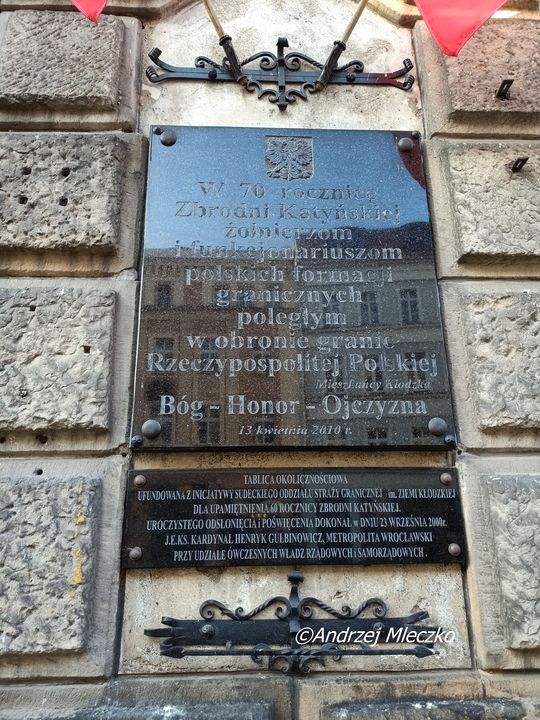 W 70 rocznicę
Zbrodni Katyńskiej
żołnierzom
i funkcjonariuszom
polskich formacji
granicznych
poległym
w obronie granic
Rzeczypospolitej Polskiej
Mieszkańcy Kłodzka
Bóg - Honor - Ojczyzna
13 kwietnia 2010 r.
TABLICA OKOLICZNOŚCIOWA
UFUNDOWANA Z INICJATYWY SUDECKIEGO ODDZIAŁU STRAŻY GRANICZNEJ - im. ZIEMI KŁODZKIEJ
DLA UPAMIĘTNIENIA 60 ROCZNICY ZBRODNI KATYŃSKIEJ.
UROCZYSTEGO ODSŁONIĘCIA i POŚWIĘCENIA DOKONAŁ w DNIU 23 WRZEŚNIA 2000r.
J.E.KS. KARDYNAŁ HENRYK GULBINOWICZ, METROPOLITA WROCŁAWSKI
PRZY UDZIALE ÓWCZESNYCH WŁADZ RZĄDOWYCH i SAMORZĄDOWYCH .
©Andrzej Mleczko